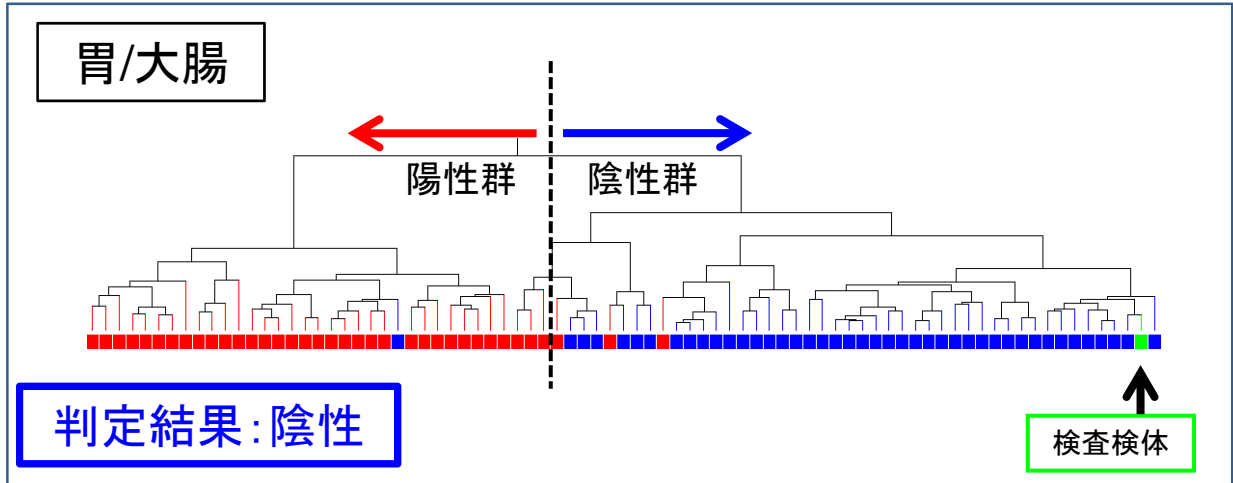 胃/大腸
陽性群
陰性群
判定結果：陰性
検査検体